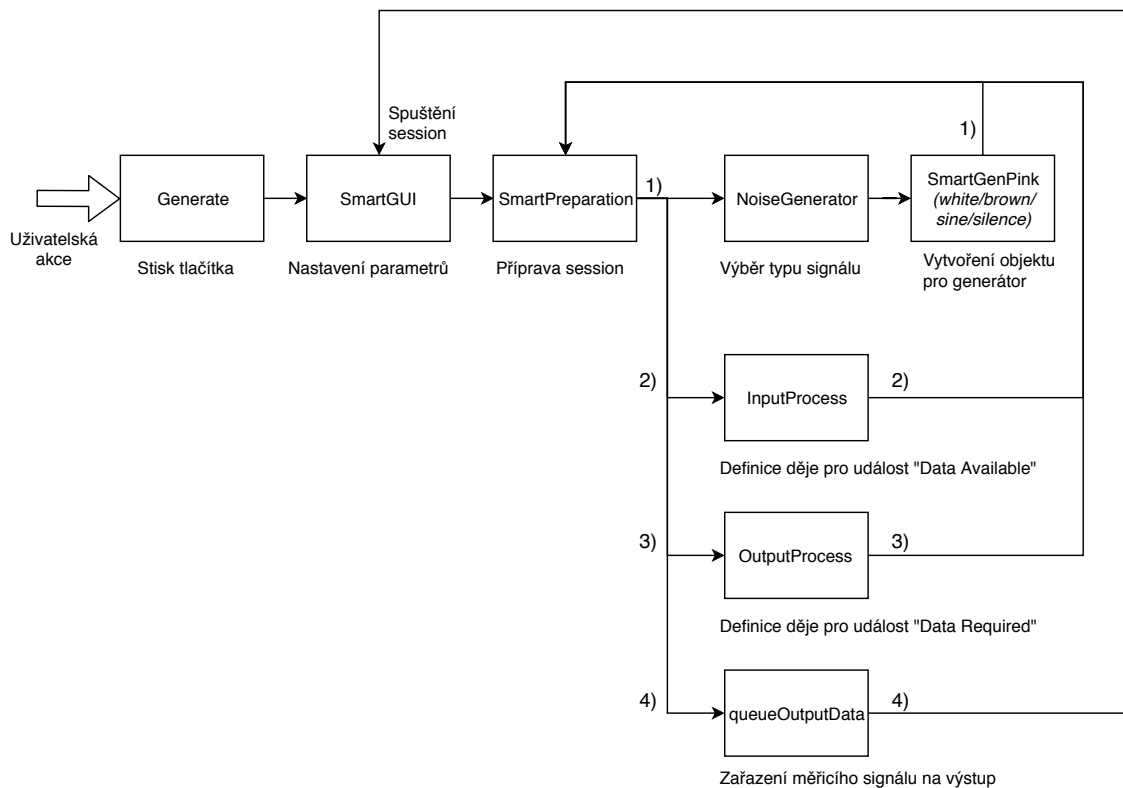 Spuštění
session
1)
Generate
SmartGUI
SmartPreparation
1)
NoiseGenerator
SmartGenPink
(white/brown/
sine/silence)
Uživatelská
akce
Stisk tlačítka
Nastavení parametrů
Příprava session
Výběr typu signálu
Vytvoření objektu
pro generátor
2)
InputProcess
2)
Definice děje pro událost "Data Available"
3)
OutputProcess
3)
Definice děje pro událost "Data Required"
4)
queueOutputData
4)
Zařazení měřicího signálu na výstup